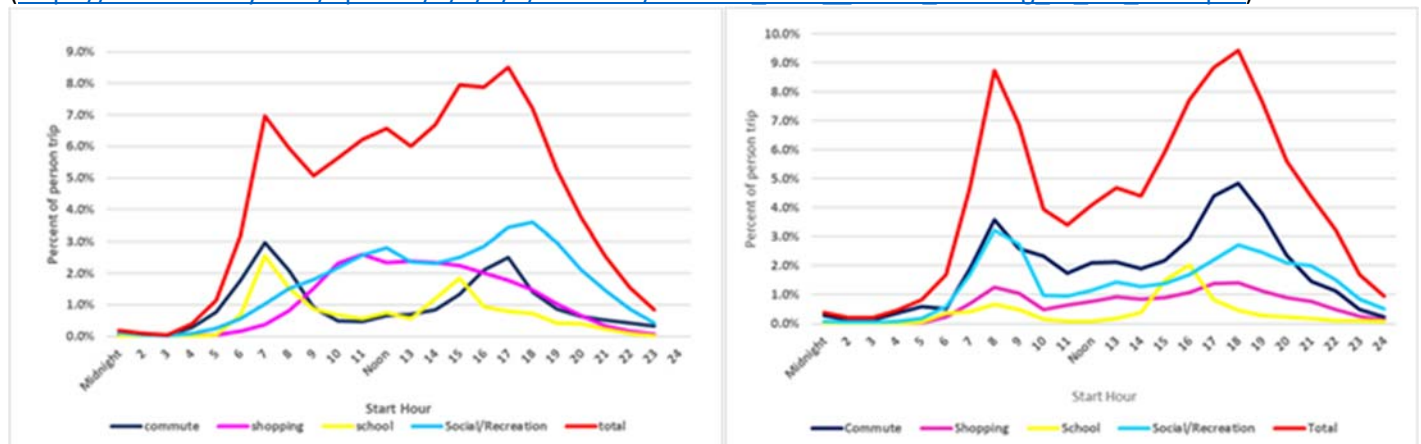 9.0%
8.0%
7.0%
6.0%
5.0%
4.0%
3.0%
2.0%
1.0%
0.0%
Percent of person trip
Midnight 2 3 4 5 6 7 8 9 10 11 Noon 13 14 15 16 17 18 19 20 21 22 23 24
Start Hour
commute shopping school Social/Recreation total
10.0%
9.0%
8.0%
7.0%
6.0%
5.0%
4.0%
3.0%
2.0%
1.0%
0.0%
Percent of person trip
Midnight 2 3 4 5 6 7 8 9 10 11 Noon 13 14 15 16 17 18 19 20 21 22 23 24
Start Hour
Commute Shopping School Social/Recreation Total